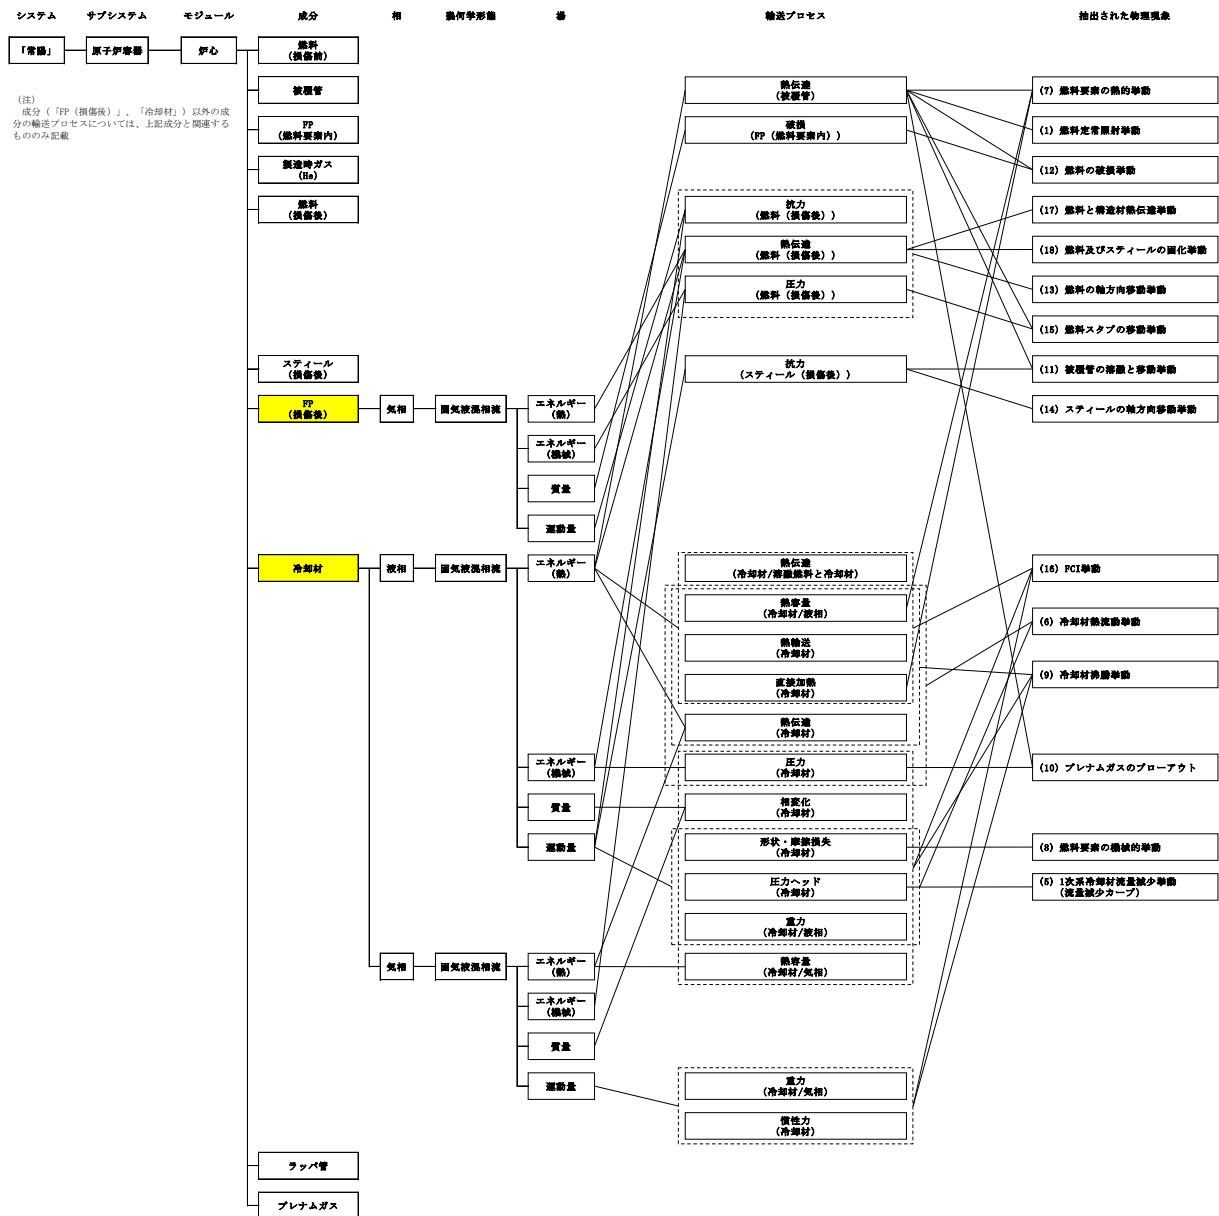 システム　サブシステム　モジュール　成分　相　幾何学形態　場　輸送プロセス　抽出された物理現象
「常陽」
原子炉容器
炉心
燃料
（損傷前）
（注）
成分（「FP（損傷後）」、「冷却材」）以外の成
分の輸送プロセスについては、上記成分と関連する
もののみ記載
被覆管
FP
（燃料要素内）
製造時ガス
（He）
燃料
（損傷後）
スティール
（損傷後）
FP
（損傷後）
気相
固気液混相流
エネルギー
（熱）
エネルギー
（機械）
質量
運動量
冷却材
液相
固気液混相流
エネルギー
（熱）
エネルギー
（機械）
質量
運動量
気相
固気液混相流
エネルギー
（熱）
エネルギー
（機械）
質量
運動量
ラッパ管
プレナムガス
熱伝達
（被覆管）
破損
（FP（燃料要素内））
抗力
（燃料（損傷後））
熱伝達
（燃料（損傷後））
圧力
（燃料（損傷後））
抗力
（スティール（損傷後））
熱伝達
（冷却材/溶融燃料と冷却材）
熱容量
（冷却材/液相）
熱輸送
（冷却材）
直接加熱
（冷却材）
熱伝達
（冷却材）
圧力
（冷却材）
相変化
（冷却材）
形状・摩擦損失
（冷却材）
圧力ヘッド
（冷却材）
重力
（冷却材/液相）
熱容量
（冷却材/気相）
重力
（冷却材/気相）
慣性力
（冷却材）
(7) 燃料要素の熱的挙動
(1) 燃料定常照射挙動
(12) 燃料の破損挙動
(17) 燃料と構造材熱伝達挙動
(18) 燃料及びスティールの固化挙動
(13) 燃料の軸方向移動挙動
(15) 燃料スタブの移動挙動
(11) 被覆管の溶融と移動挙動
(14) スティールの軸方向移動挙動
(16) FCI挙動
(6) 冷却材熱流動挙動
(9) 冷却材沸騰挙動
(10) プレナムガスのブローアウト
(8) 燃料要素の機械的挙動
(5) 1次系冷却材流量減少挙動
（流量減少カーブ）